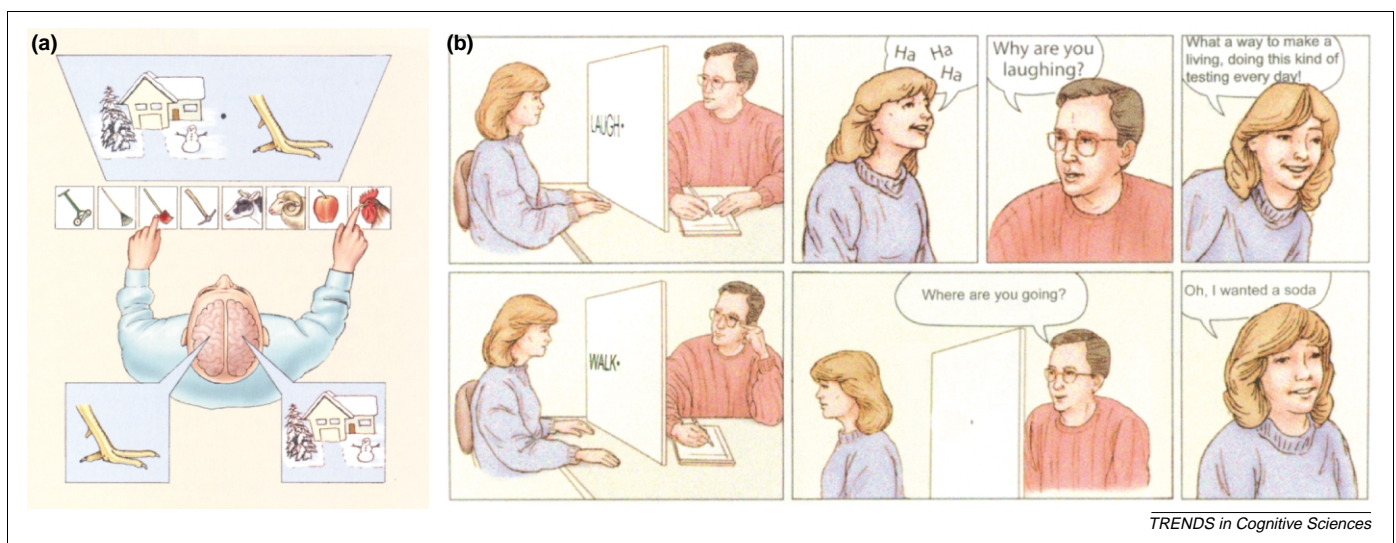 (a)
(b)
LAUGH•
Ha Ha
Ha
Why are you
laughing?
What a way to make a
living, doing this kind of
testing every day!
WALK•
Where are you going?
Oh, I wanted a soda
TRENDS in Cognitive Sciences